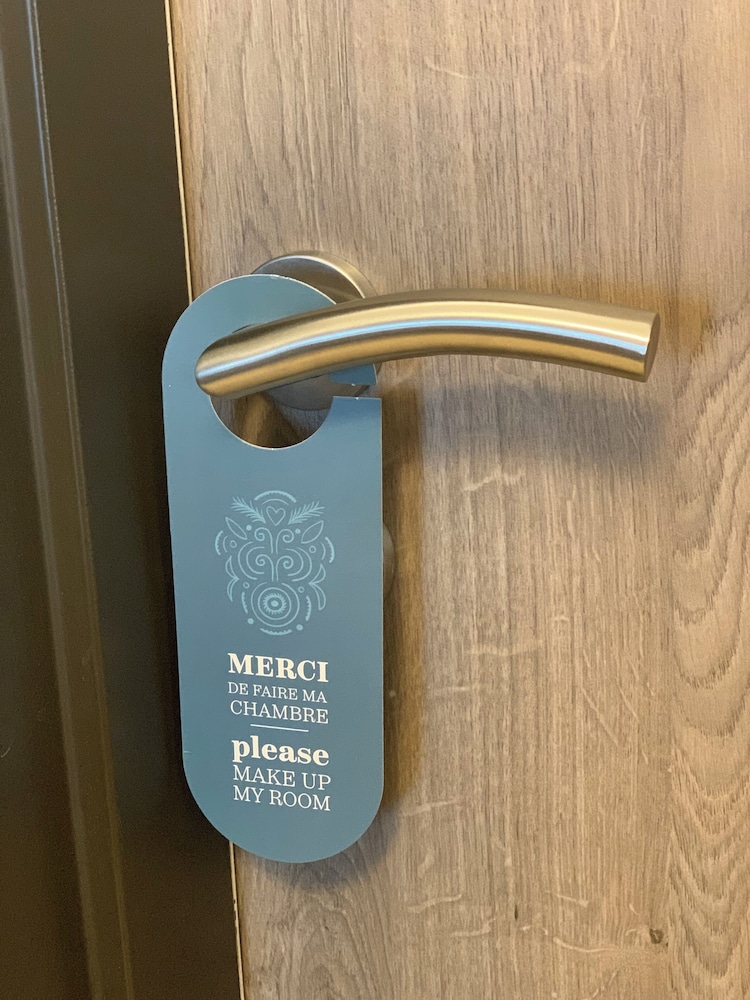 MERCI
DE FAIRE MA
CHAMBRE
please
MAKE UP
MY ROOM